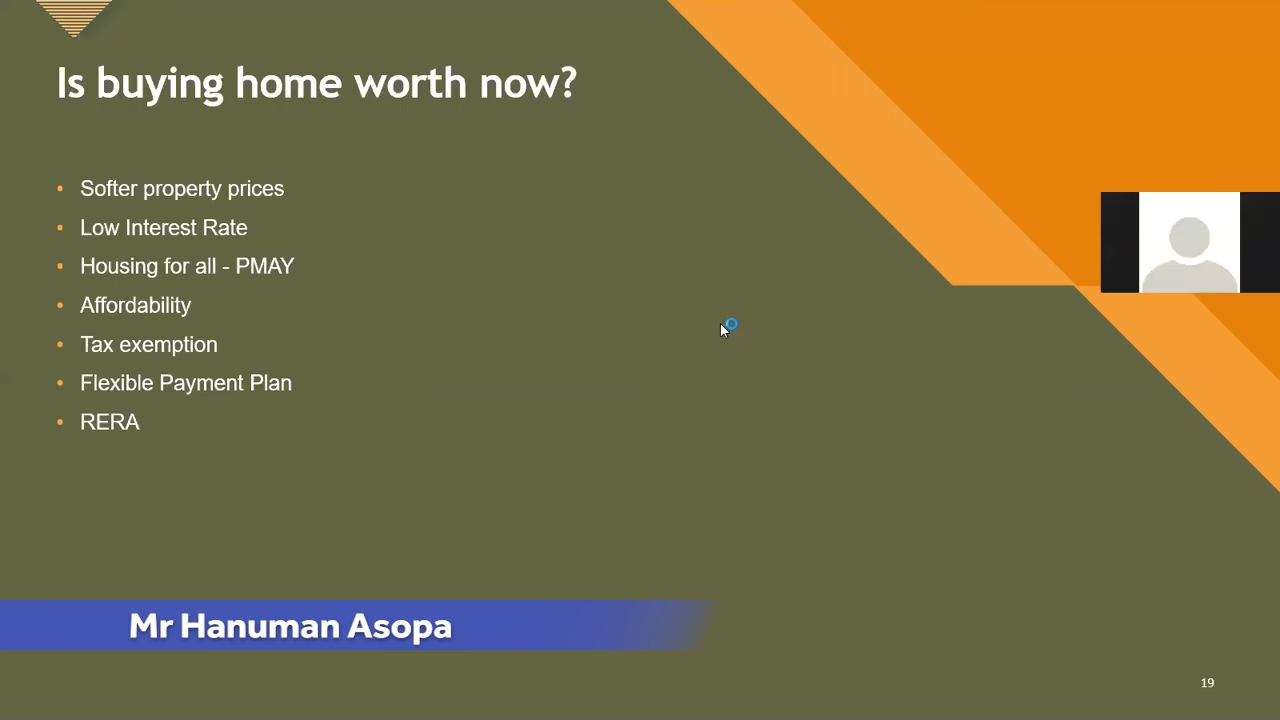 Is buying home worth now?
• Softer property prices
• Low Interest Rate
• Housing for all - PMAY
• Affordability
• Tax exemption
• Flexible Payment Plan
• RERA
Mr Hanuman Asopa
19